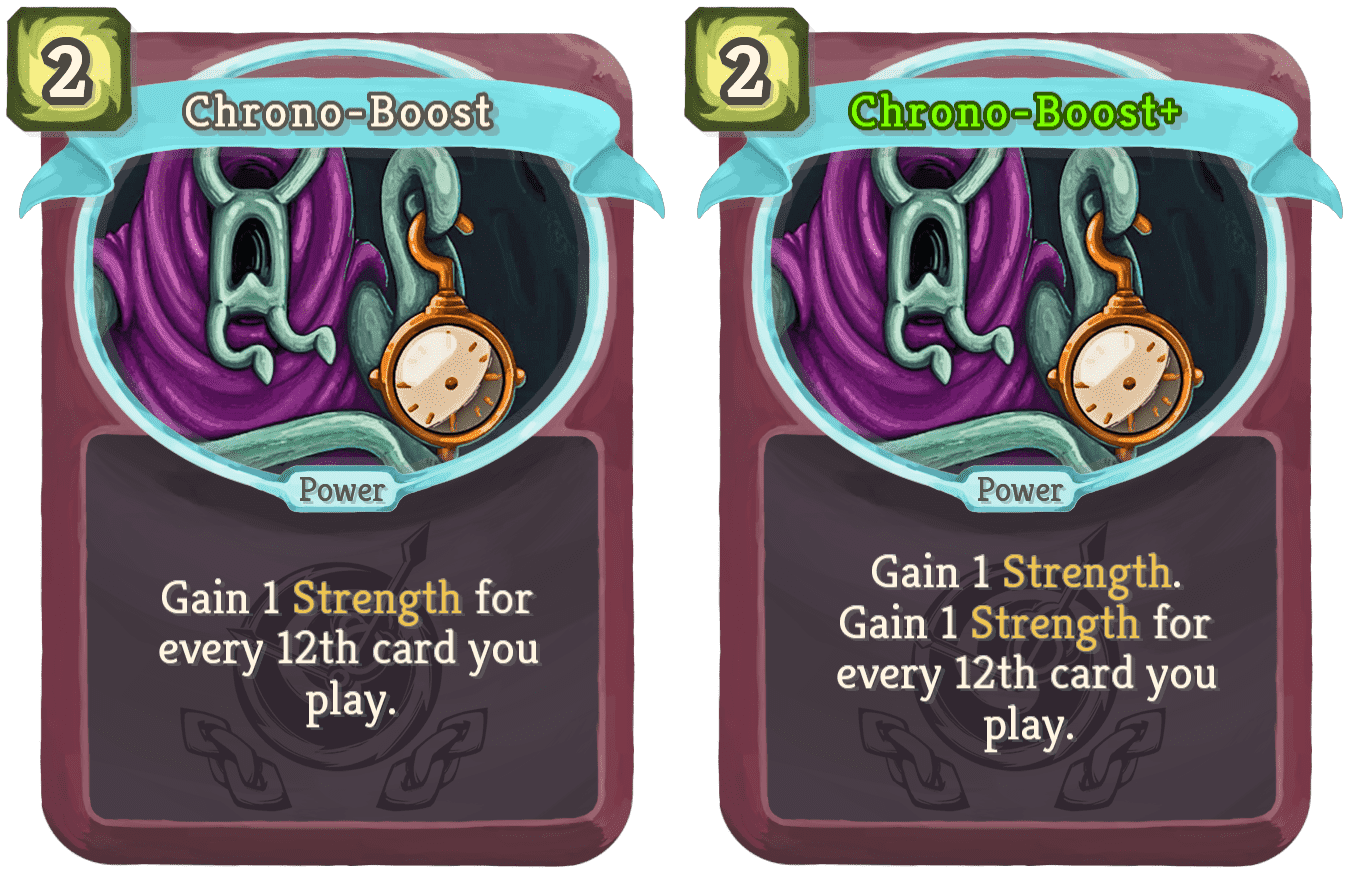 2
Chrono-Boost
Power
Gain 1 Strength for
every 12th card you
play.
2
Chrono-Boost+
Power
Gain 1 Strength.
Gain 1 Strength for
every 12th card you
play.